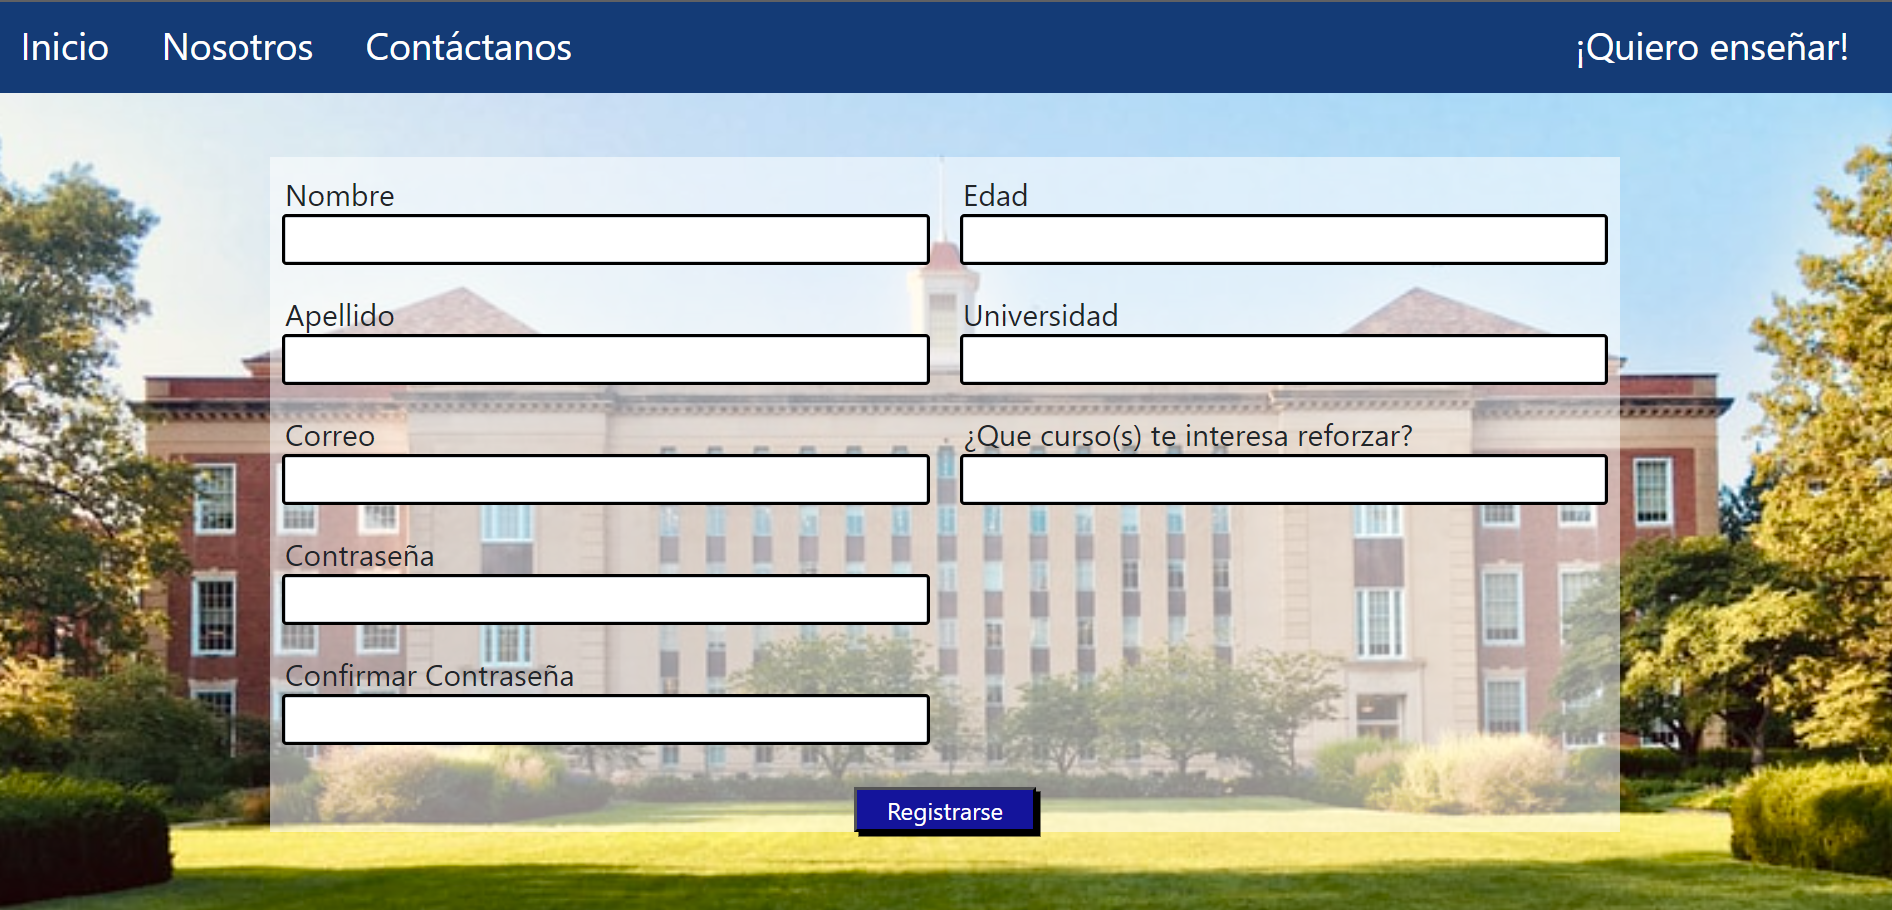 Inicio Nosotros Contáctanos ¡Quiero enseñar!
Nombre
Edad
Apellido
Universidad
Correo
¿Que curso(s) te interesa reforzar?
Contraseña
Confirmar Contraseña
Registrarse